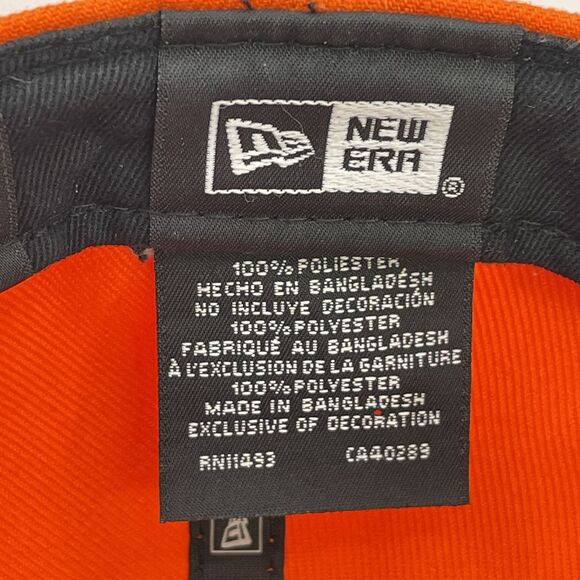 NEW
ERA
®
100% POLIESTER
HECHO EN BANGLADÉSH
NO INCLUYE DECORACIÓN
100% POLYESTER
FABRIQUÉ AU BANGLADESH
À L'EXCLUSION DE LA GARNITURE
100% POLYESTER
MADE IN BANGLADESH
EXCLUSIVE OF DECORATION
RN11493 CA40289